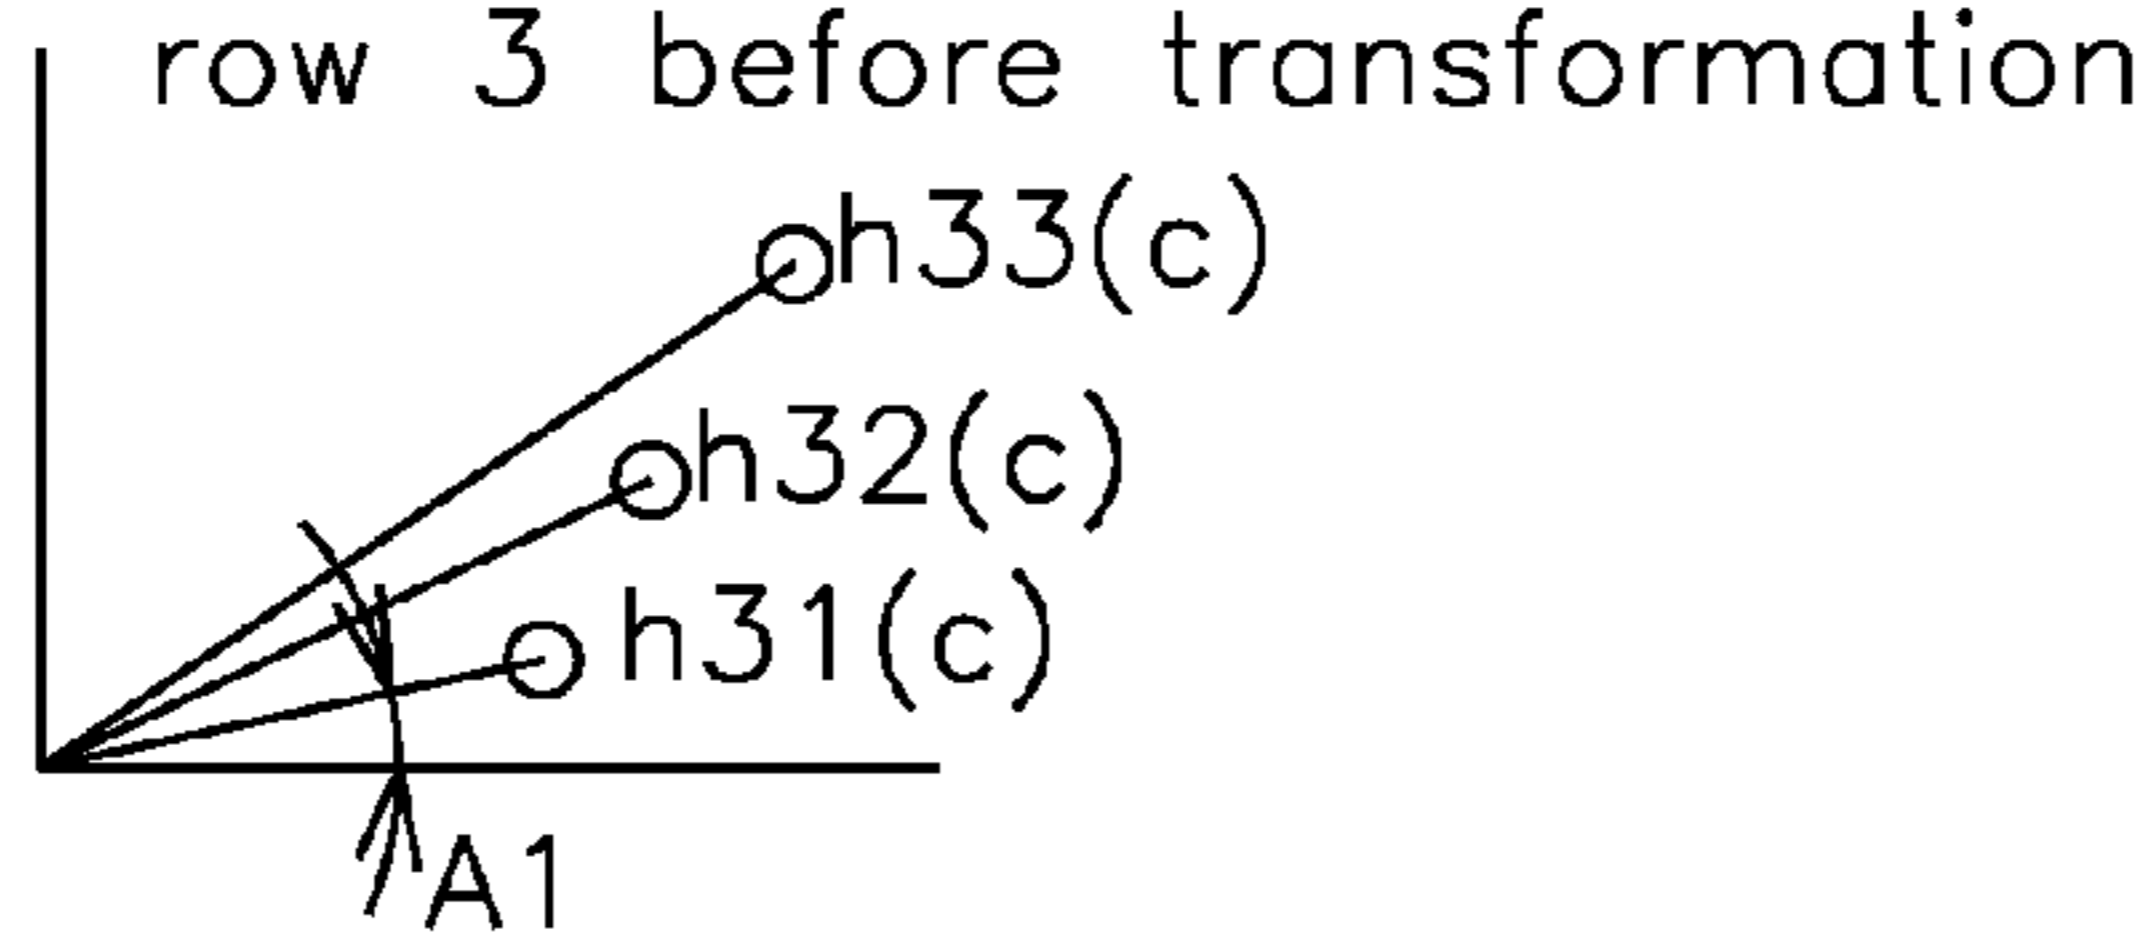 row 3 before transformation
h33(c)
h32(c)
h31(c)
A1